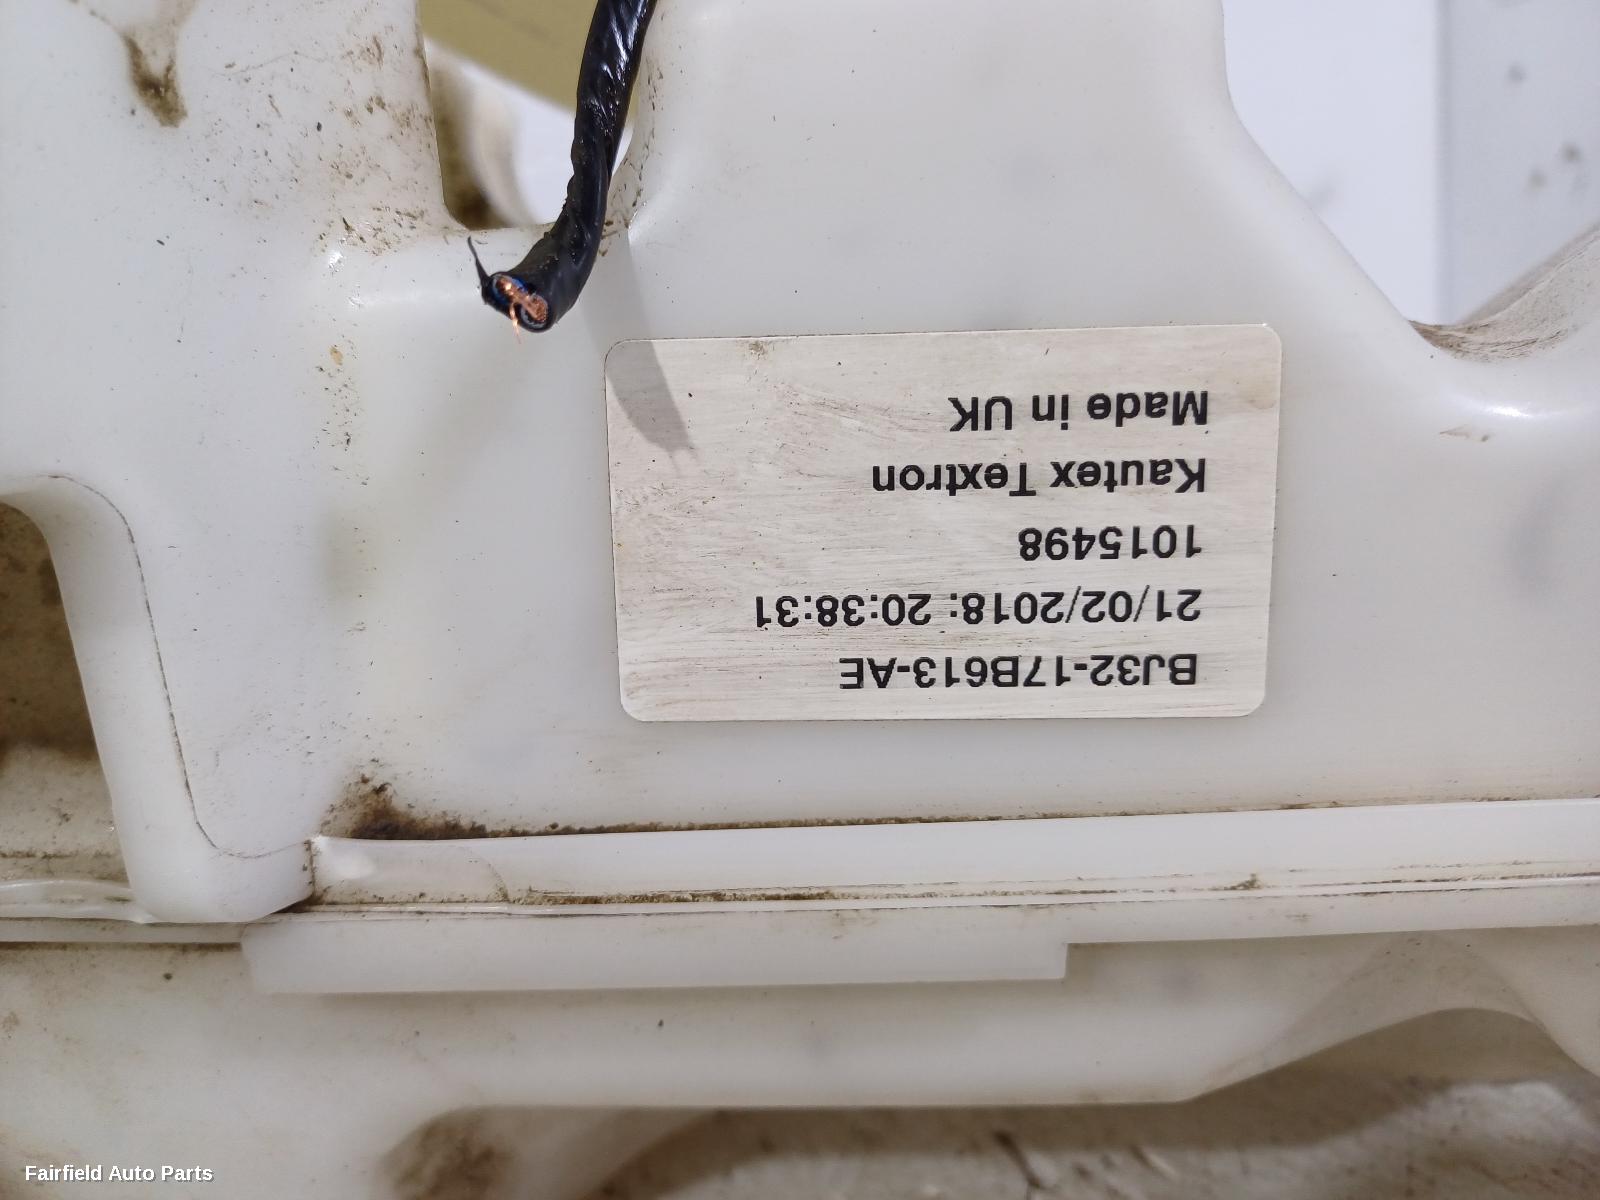 BJ32-17B613-AE
21/02/2018: 20:38:31
1015498
Kautex Textron
Made in UK
Fairfield Auto Parts